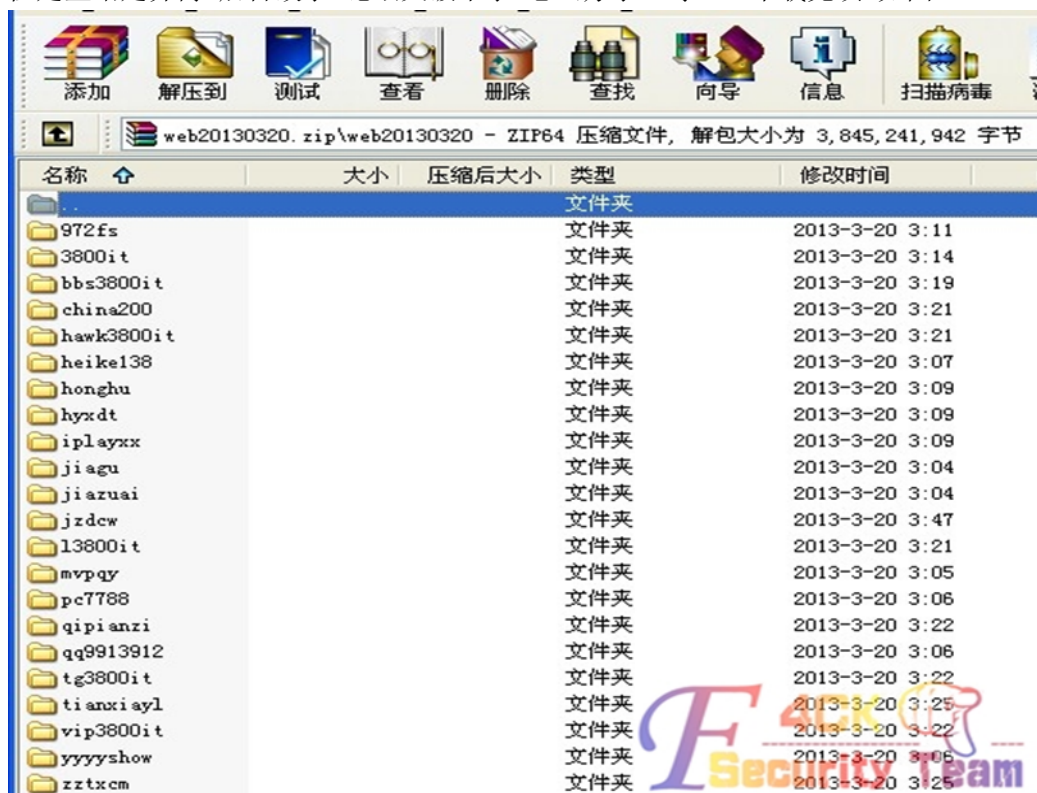 添加 解压到 测试 查看 删除 查找 向导 信息 扫描病毒
web20130320.zip\web20130320 - ZIP64 压缩文件, 解包大小为 3,845,241,942 字节
名称 大小 压缩后大小 类型 修改时间
.. 文件夹
972fs 文件夹 2013-3-20 3:11
3800it 文件夹 2013-3-20 3:14
bbs3800it 文件夹 2013-3-20 3:19
china200 文件夹 2013-3-20 3:21
hawk3800it 文件夹 2013-3-20 3:21
heike138 文件夹 2013-3-20 3:07
honghu 文件夹 2013-3-20 3:09
hyxdt 文件夹 2013-3-20 3:09
iplayxx 文件夹 2013-3-20 3:09
jiagu 文件夹 2013-3-20 3:04
jiazuai 文件夹 2013-3-20 3:04
jzdcw 文件夹 2013-3-20 3:47
l3800it 文件夹 2013-3-20 3:21
mvpqy 文件夹 2013-3-20 3:05
pc7788 文件夹 2013-3-20 3:06
qipianzi 文件夹 2013-3-20 3:22
qq9913912 文件夹 2013-3-20 3:06
tg3800it 文件夹 2013-3-20 3:22
tianxiayl 文件夹 2013-3-20 3:25
vip3800it 文件夹 2013-3-20 3:22
yyyyshow 文件夹 2013-3-20 3:06
zztxcm 文件夹 2013-3-20 3:25
F4CK
Security Team